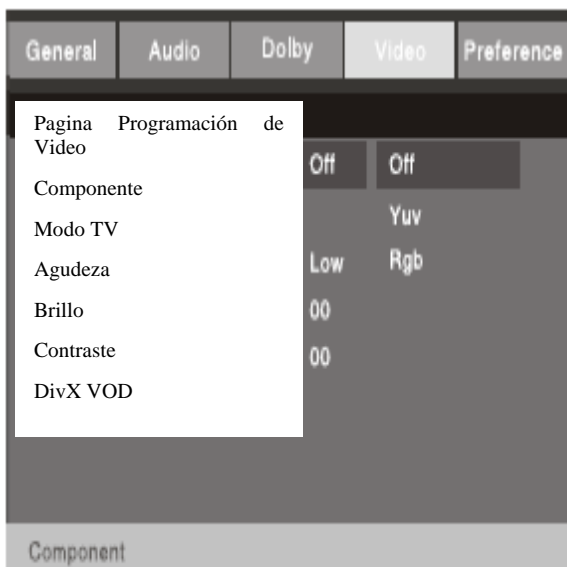 General Audio Dolby Video Preference
Pagina Programación de
Video
Off Off
Componente
Yuv
Modo TV
Agudeza Low Rgb
Brillo 00
Contraste 00
DivX VOD
Component